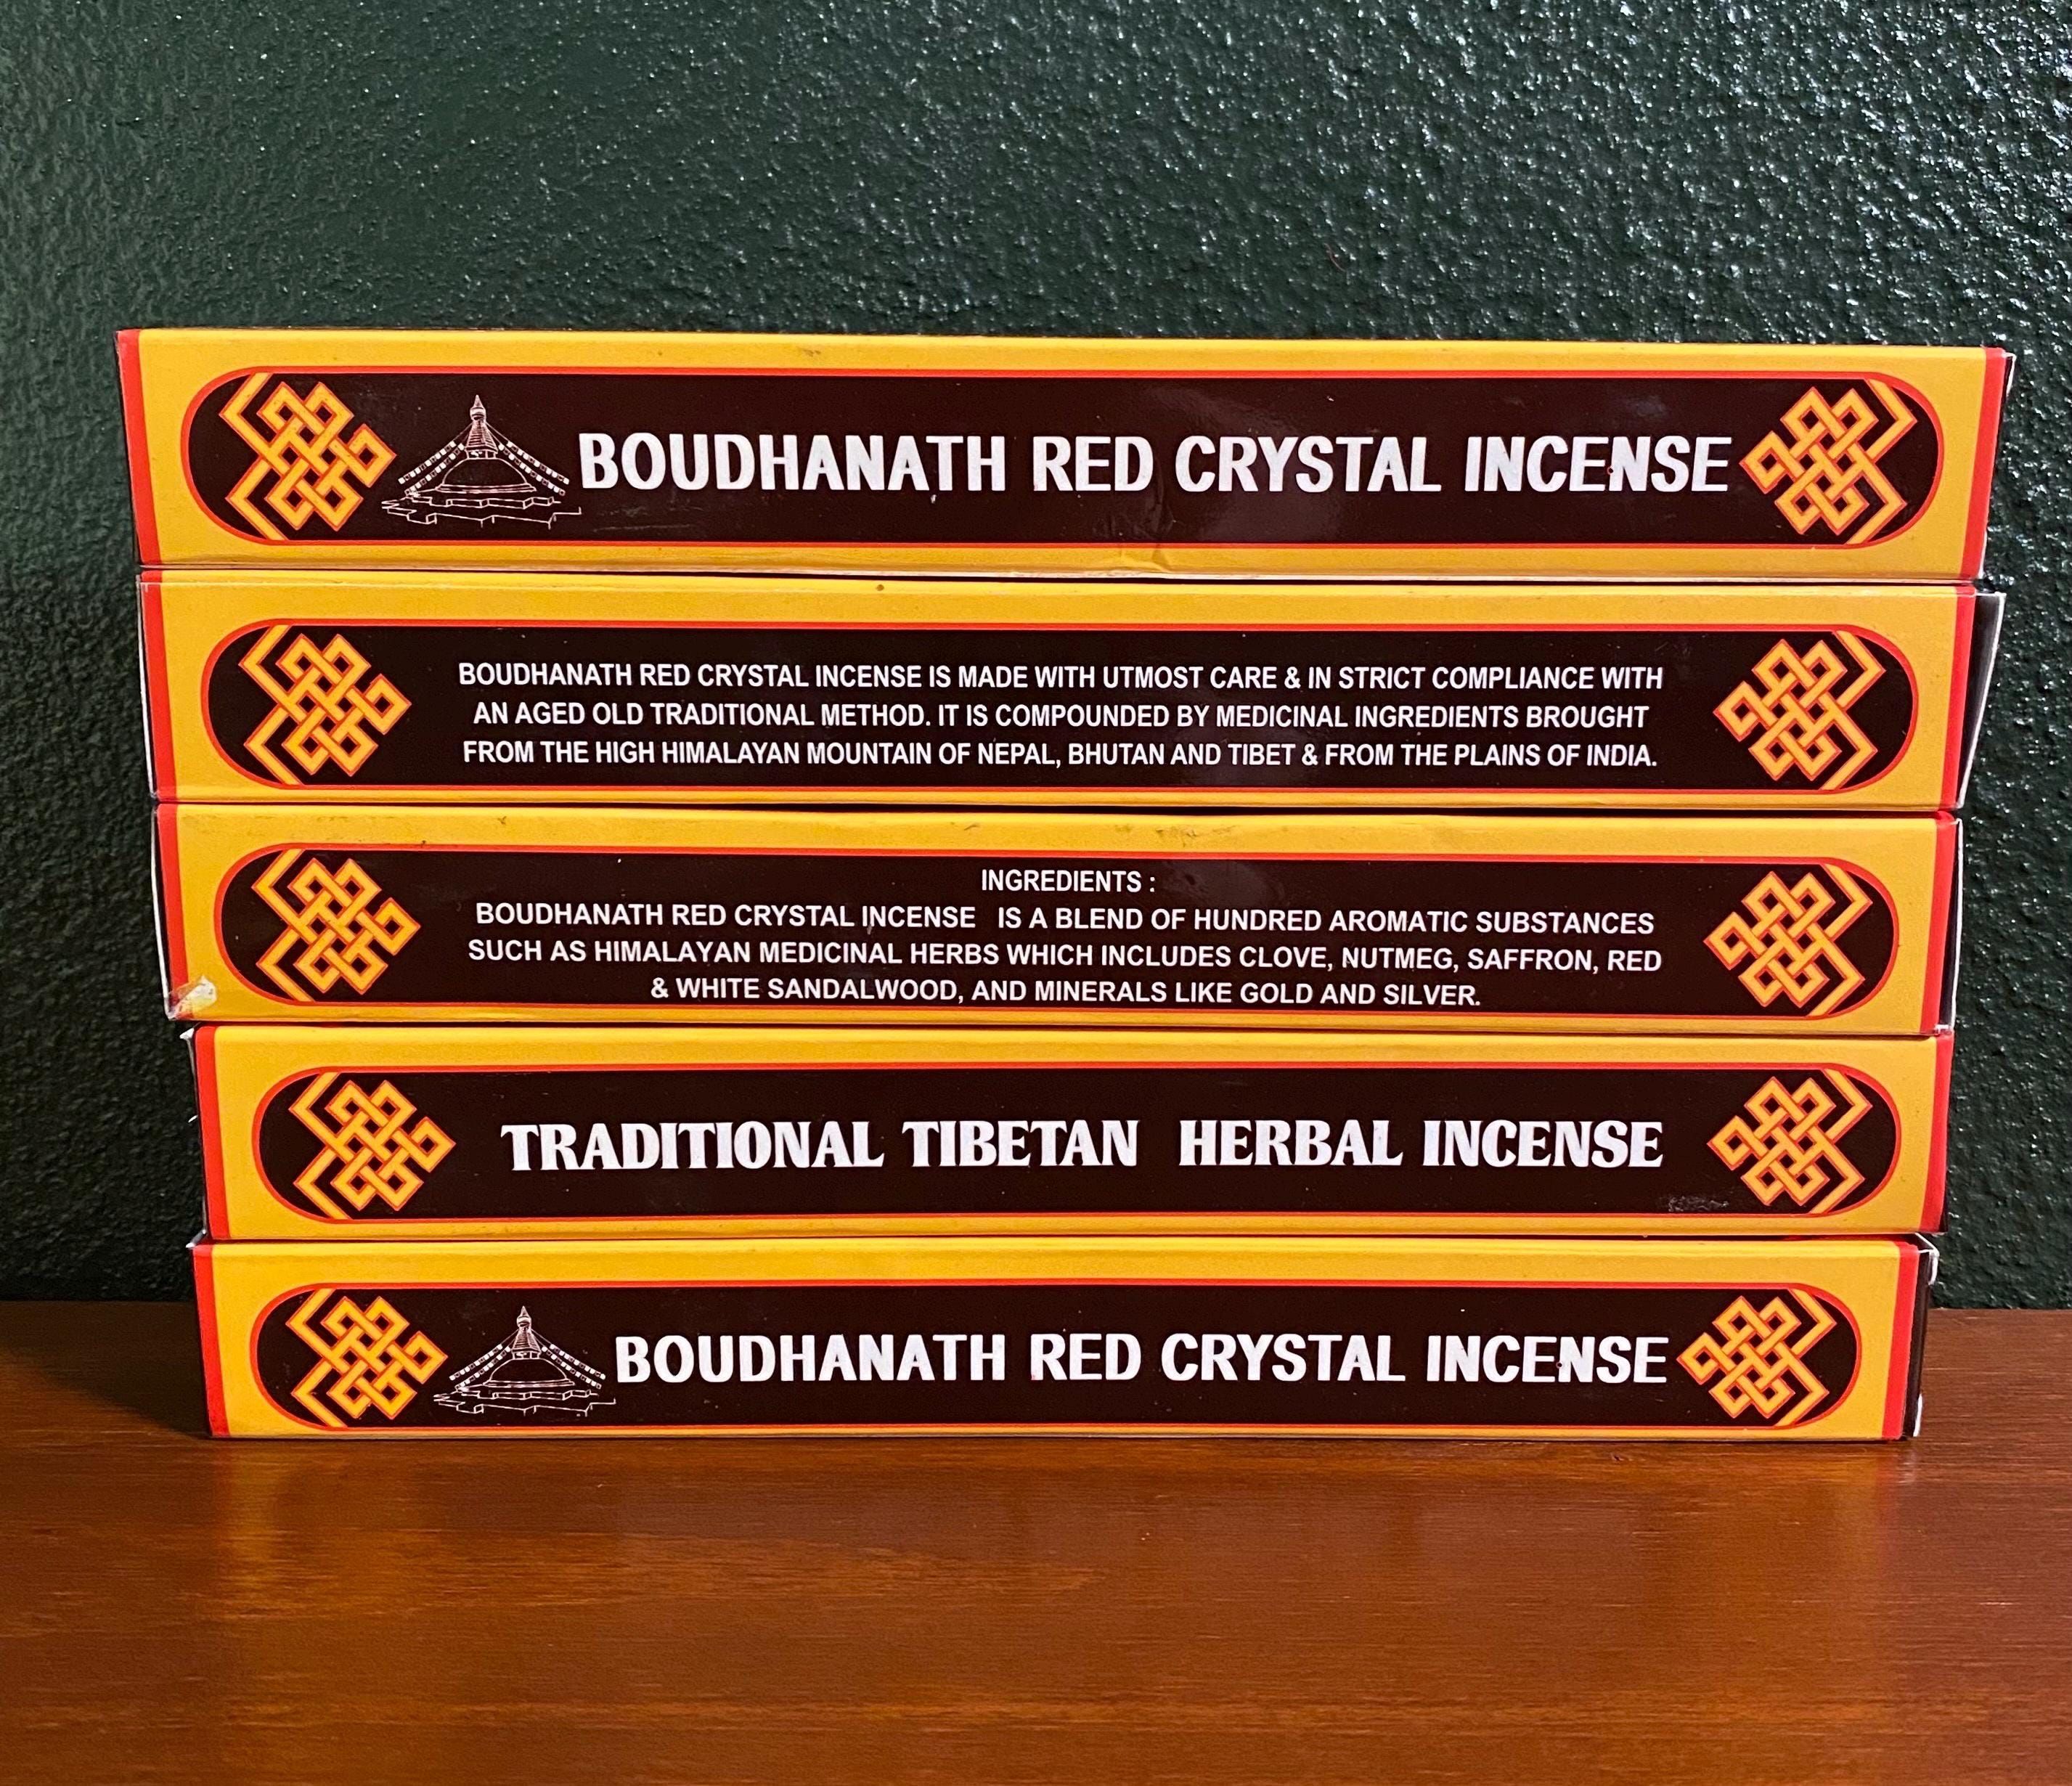 BOUDHANATH RED CRYSTAL INCENSE
BOUDHANATH RED CRYSTAL INCENSE IS MADE WITH UTMOST CARE & IN STRICT COMPLIANCE WITH
AN AGED OLD TRADITIONAL METHOD. IT IS COMPOUNDED BY MEDICINAL INGREDIENTS BROUGHT
FROM THE HIGH HIMALAYAN MOUNTAIN OF NEPAL, BHUTAN AND TIBET & FROM THE PLAINS OF INDIA.
INGREDIENTS :
BOUDHANATH RED CRYSTAL INCENSE IS A BLEND OF HUNDRED AROMATIC SUBSTANCES
SUCH AS HIMALAYAN MEDICINAL HERBS WHICH INCLUDES CLOVE, NUTMEG, SAFFRON, RED
& WHITE SANDALWOOD, AND MINERALS LIKE GOLD AND SILVER.
TRADITIONAL TIBETAN HERBAL INCENSE
BOUDHANATH RED CRYSTAL INCENSE